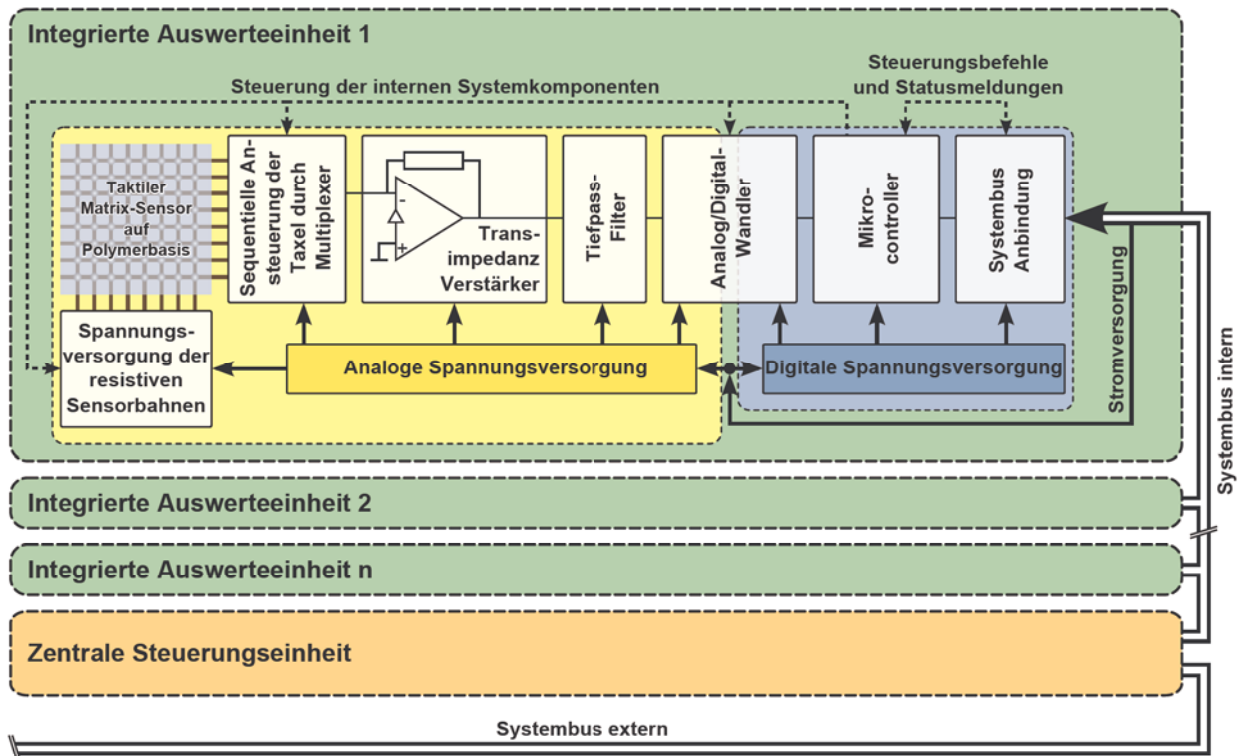 Integrierte Auswerteeinheit 1
Steuerungsbefehle
und Statusmeldungen
Steuerung der internen Systemkomponenten
Taktiler
Matrix-Sensor
auf
Polymerbasis
Sequentielle An-
steuerung der
Taxel durch
Multiplexer
-
+
Trans-
impedanz
Verstärker
Tiefpass-
Filter
Analog/Digital-
Wandler
Mikro-
controller
Systembus
Anbindung
Spannungs-
versorgung der
resistiven
Sensorbahnen
Analoge Spannungsversorgung
Digitale Spannungsversorgung
Stromversorgung
Systembus intern
Integrierte Auswerteeinheit 2
Integrierte Auswerteeinheit n
Zentrale Steuerungseinheit
Systembus extern